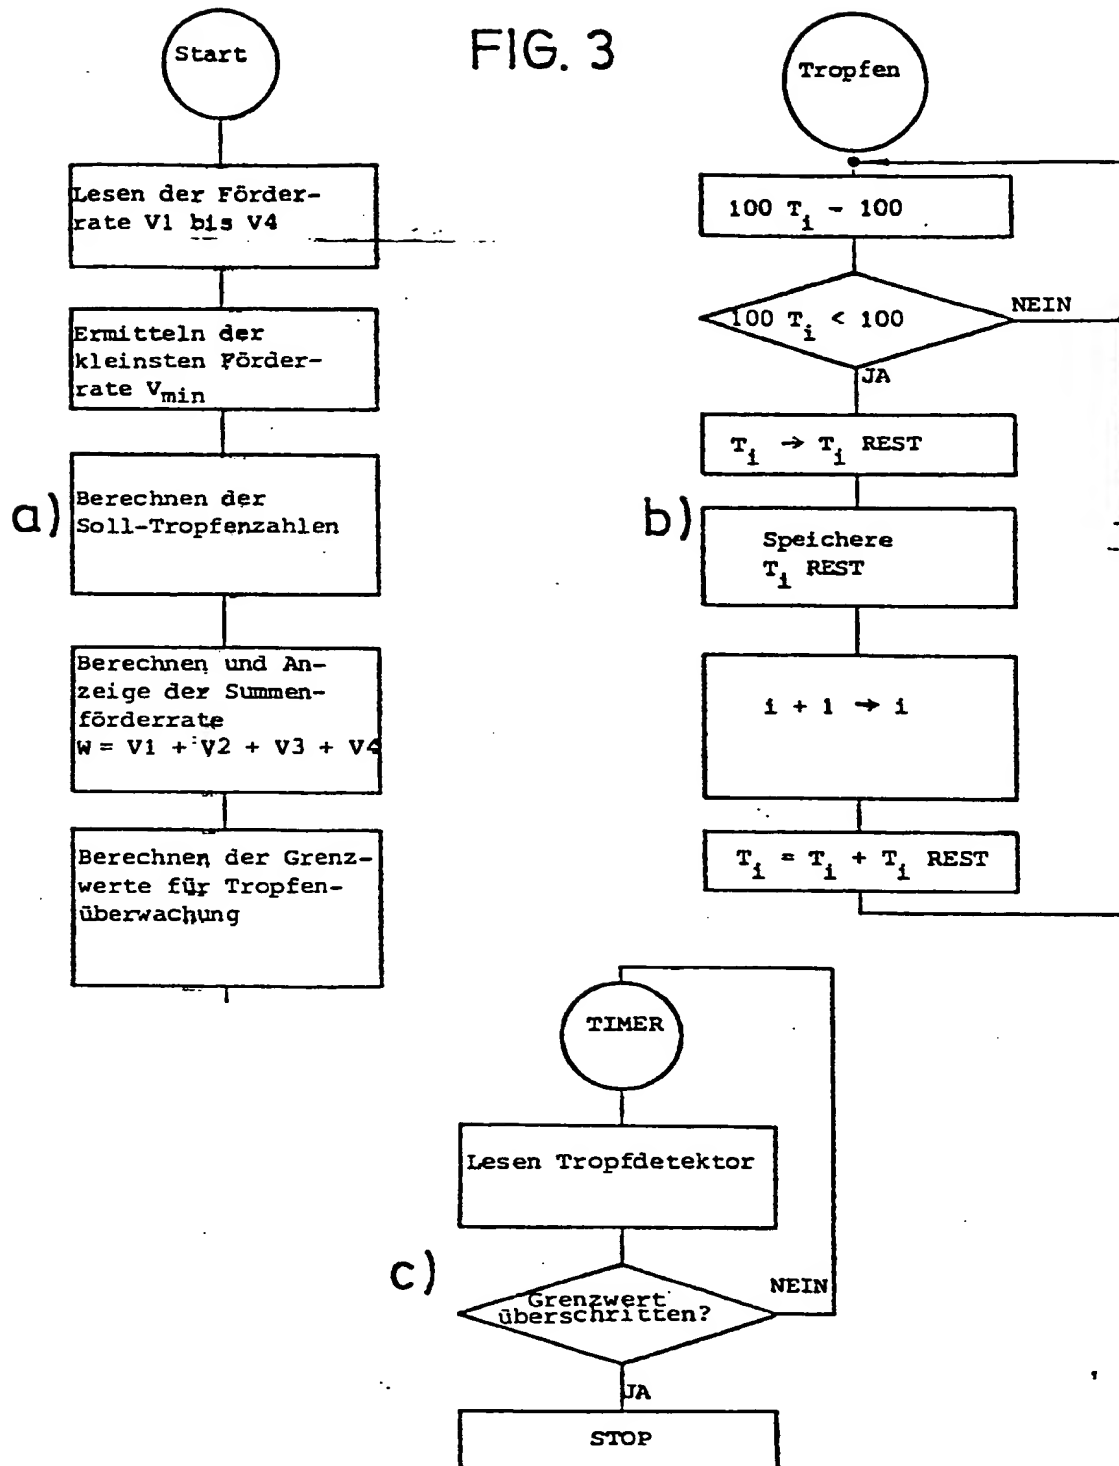 FIG. 3
a)
Start
Lesen der Förder-
rate V1 bis V4
Ermitteln der
kleinsten Förder-
rate Vmin
Berechnen der
Soll-Tropfenzahlen
Berechnen und An-
zeige der Summen-
förderrate
W = V1 + V2 + V3 + V4
Berechnen der Grenz-
werte für Tropfen-
überwachung
b)
Tropfen
100 Ti - 100
100 Ti < 100
NEIN
JA
Ti → Ti REST
Speichere
Ti REST
i + 1 → i
Ti = Ti + Ti REST
c)
TIMER
Lesen Tropfdetektor
Grenzwert
überschritten?
NEIN
JA
STOP